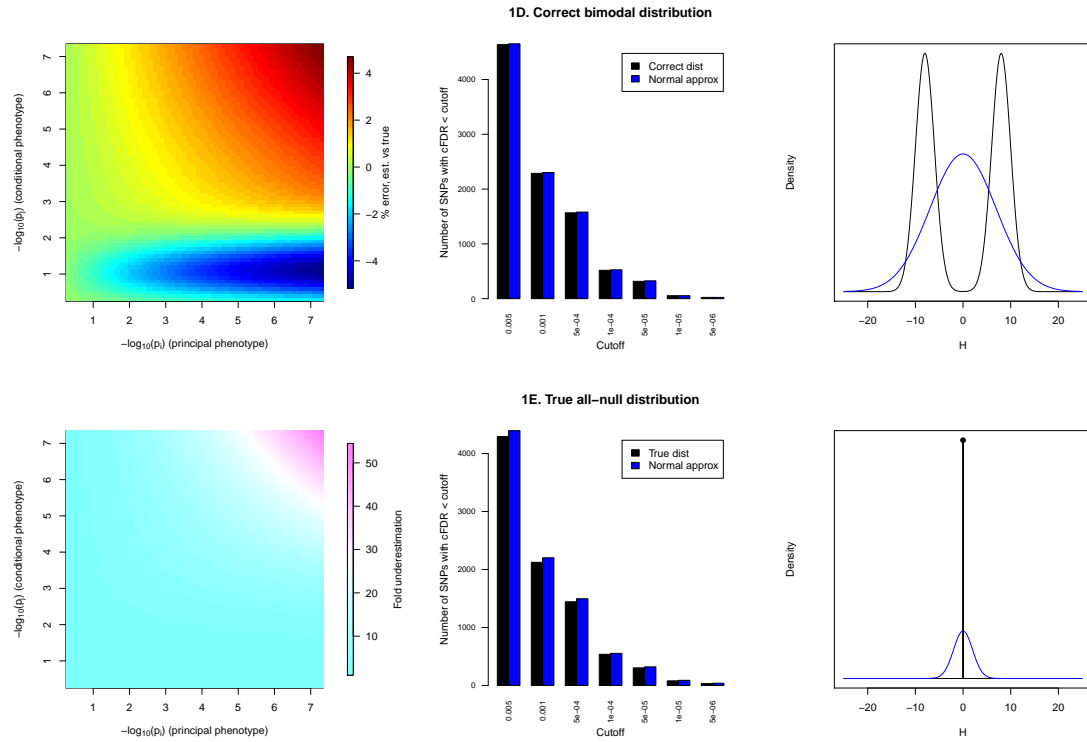 1D. Correct bimodal distribution
−log10(pj) (conditional phenotype)
7
6
5
4
3
2
1
1 2 3 4 5 6 7
−log10(pi) (principal phenotype)
4
2
0
−2
−4
% error, est. vs true
Number of SNPs with cFDR < cutoff
4000
3000
2000
1000
0
Correct dist
Normal approx
0.005 0.001 5e−04 1e−04 5e−05 1e−05 5e−06
Cutoff
Density
−20 −10 0 10 20
H
1E. True all−null distribution
−log10(pj) (conditional phenotype)
7
6
5
4
3
2
1
1 2 3 4 5 6 7
−log10(pi) (principal phenotype)
50
40
30
20
10
Fold underestimation
Number of SNPs with cFDR < cutoff
4000
3000
2000
1000
0
True dist
Normal approx
0.005 0.001 5e−04 1e−04 5e−05 1e−05 5e−06
Cutoff
Density
−20 −10 0 10 20
H